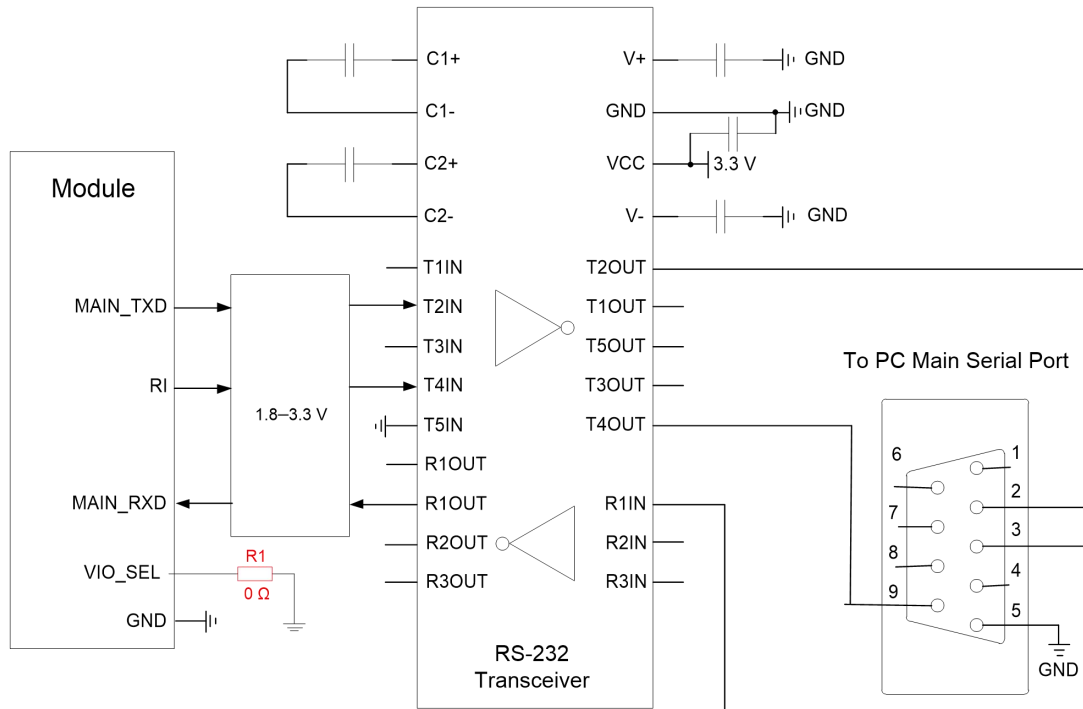 Module
MAIN_TXD
RI
MAIN_RXD
VIO_SEL
GND
R1
0 Ω
1.8–3.3 V
C1+
C1-
C2+
C2-
T1IN
T2IN
T3IN
T4IN
T5IN
R1OUT
R1OUT
R2OUT
R3OUT
V+
GND
VCC
V-
T2OUT
T1OUT
T5OUT
T3OUT
T4OUT
R1IN
R2IN
R3IN
RS-232
Transceiver
GND
GND
3.3 V
GND
To PC Main Serial Port
6
7
8
9
1
2
3
4
5
GND